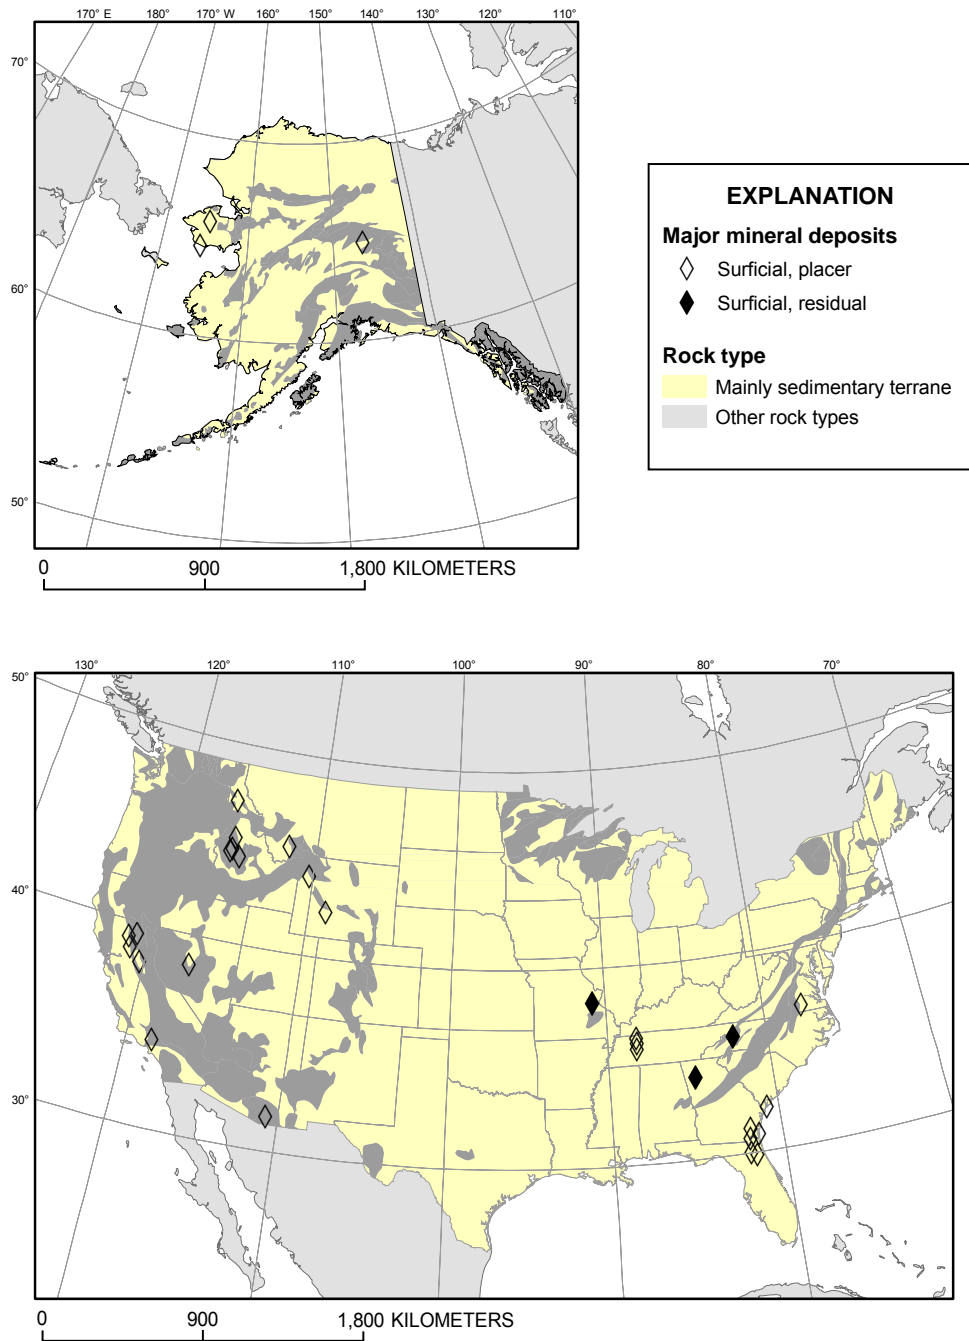 170° E 180° 170° W 160° 150° 140° 130° 120° 110°
70°
60°
50°
0 900 1,800 KILOMETERS
EXPLANATION
Major mineral deposits
Surficial, placer
Surficial, residual
Rock type
Mainly sedimentary terrane
Other rock types
130° 120° 110° 100° 90° 80° 70°
50°
40°
30°
0 900 1,800 KILOMETERS